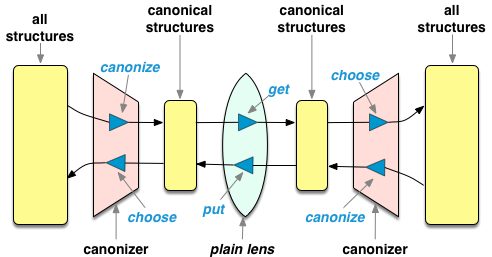 all
structures
canonical
structures
canonical
structures
all
structures
canonize
get
choose
choose
put
canonize
canonizer
plain lens
canonizer